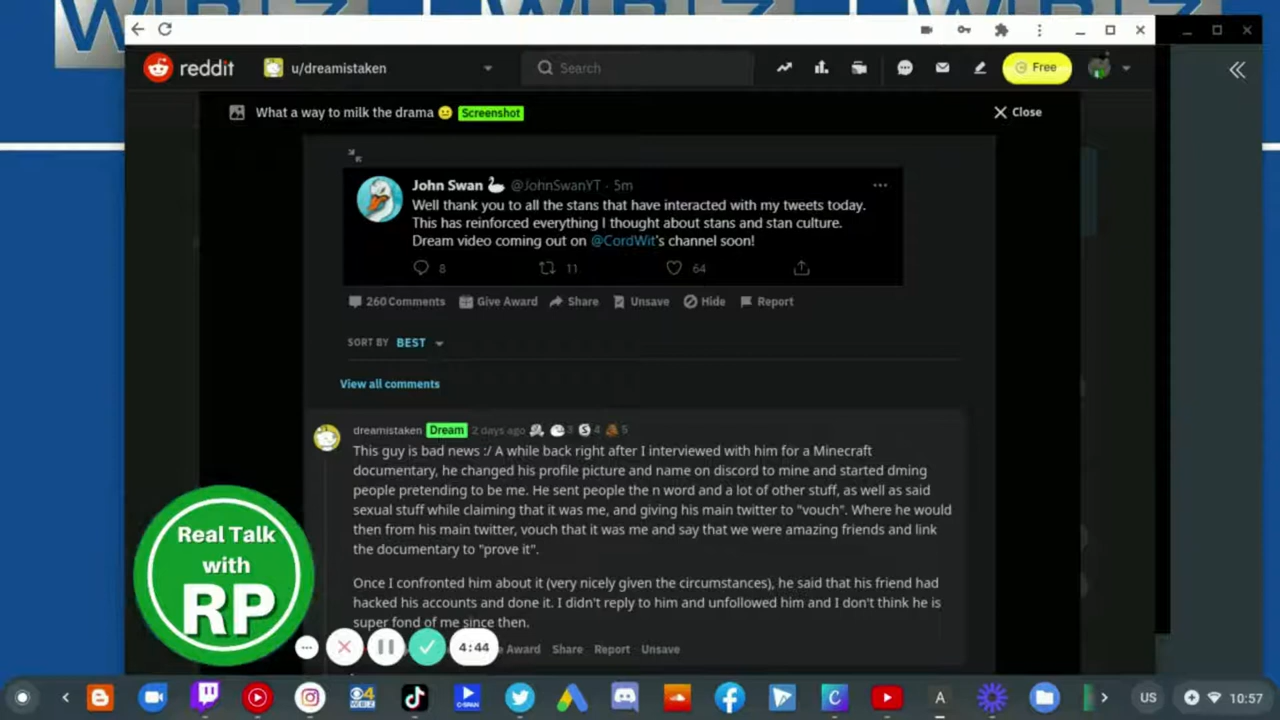 reddit
u/dreamistaken
Search
Free
What a way to milk the drama
Screenshot
Close
John Swan @JohnSwanYT · 5m
Well thank you to all the stans that have interacted with my tweets today.
This has reinforced everything I thought about stans and stan culture.
Dream video coming out on @CordWit's channel soon!
8 11 64
260 Comments Give Award Share Unsave Hide Report
SORT BY BEST
View all comments
dreamistaken Dream 2 days ago 3 4 5
This guy is bad news :/ A while back right after I interviewed with him for a Minecraft
documentary, he changed his profile picture and name on discord to mine and started dming
people pretending to be me. He sent people the n word and a lot of other stuff, as well as said
sexual stuff while claiming that it was me, and giving his main twitter to "vouch". Where he would
then from his main twitter, vouch that it was me and say that we were amazing friends and link
the documentary to "prove it".
Once I confronted him about it (very nicely given the circumstances), he said that his friend had
hacked his accounts and done it. I didn't reply to him and unfollowed him and I don't think he is
super fond of me since then.
Award Share Report Unsave
Real Talk
with
RP
4:44
US
10:57